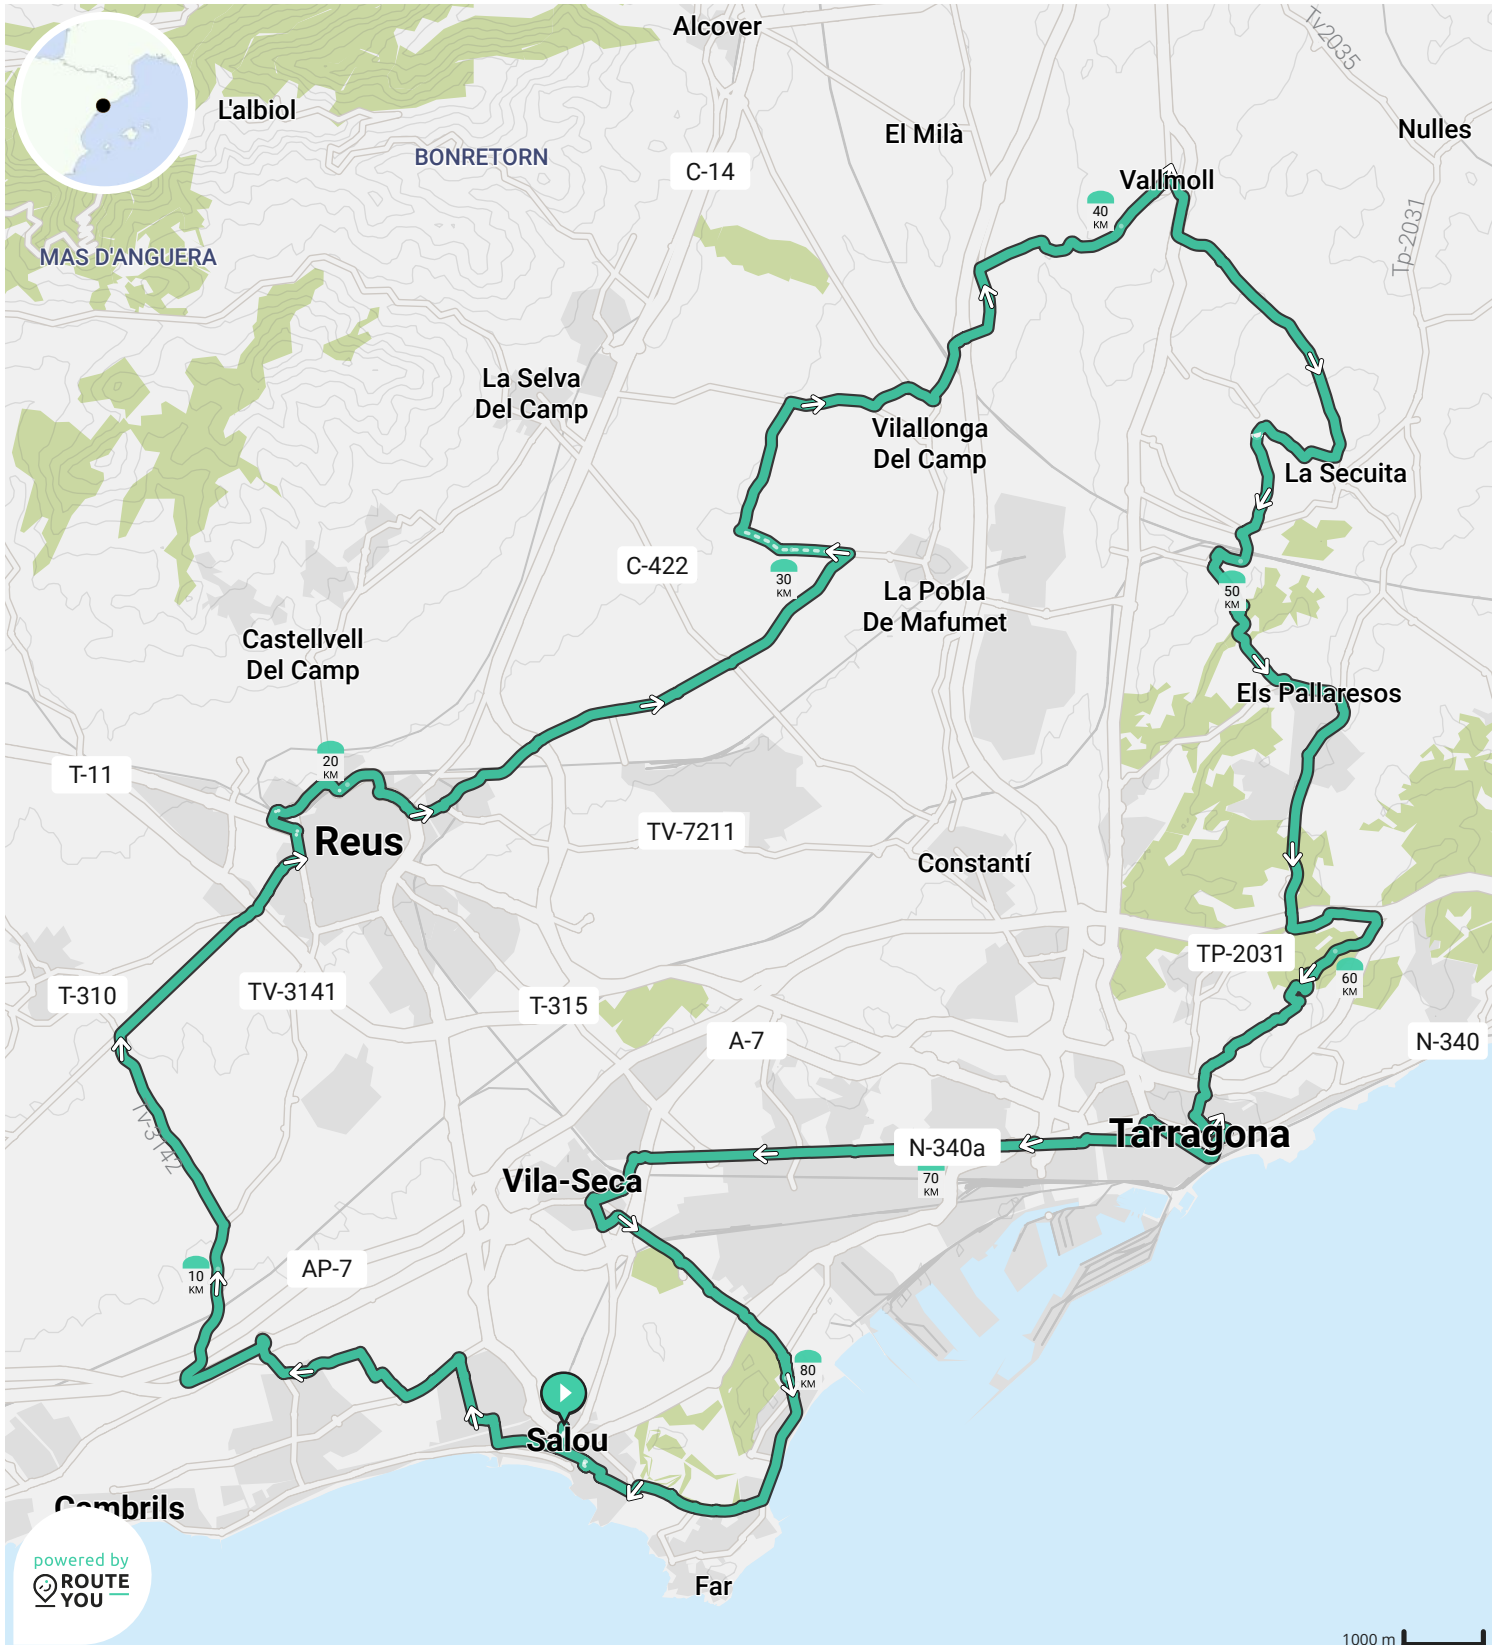 Alcover
Tv2035
L'albiol
El Milà
Nulles
BONRETORN
C-14
Vallmoll
40
KM
Tp-2031
MAS D'ANGUERA
La Selva
Del Camp
Vilallonga
Del Camp
La Secuita
C-422
30
KM
La Pobla
De Mafumet
50
KM
Castellvell
Del Camp
Els Pallaresos
T-11
20
KM
Reus
TV-7211
Constantí
TP-2031
60
KM
T-310
TV-3141
T-315
A-7
N-340
Tv-3142
Tarragona
N-340a
Vila-Seca
70
KM
10
KM
AP-7
80
KM
Salou
Cambrils
powered by
ROUTE
YOU
Far
1000 m